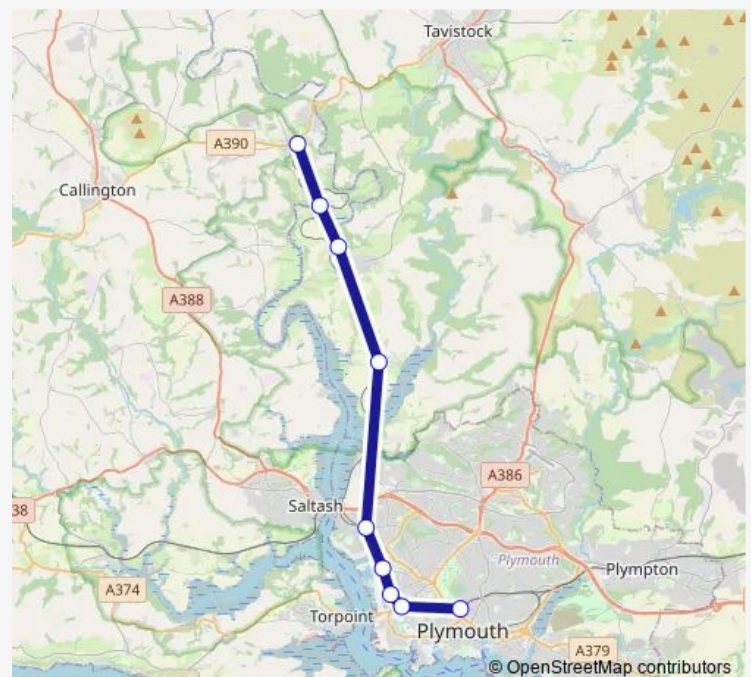 Tavistock
A390
Callington
A388
A386
Saltash
38
Plymouth
Plympton
A374
Torpoint
Plymouth
A379
© OpenStreetMap contributors